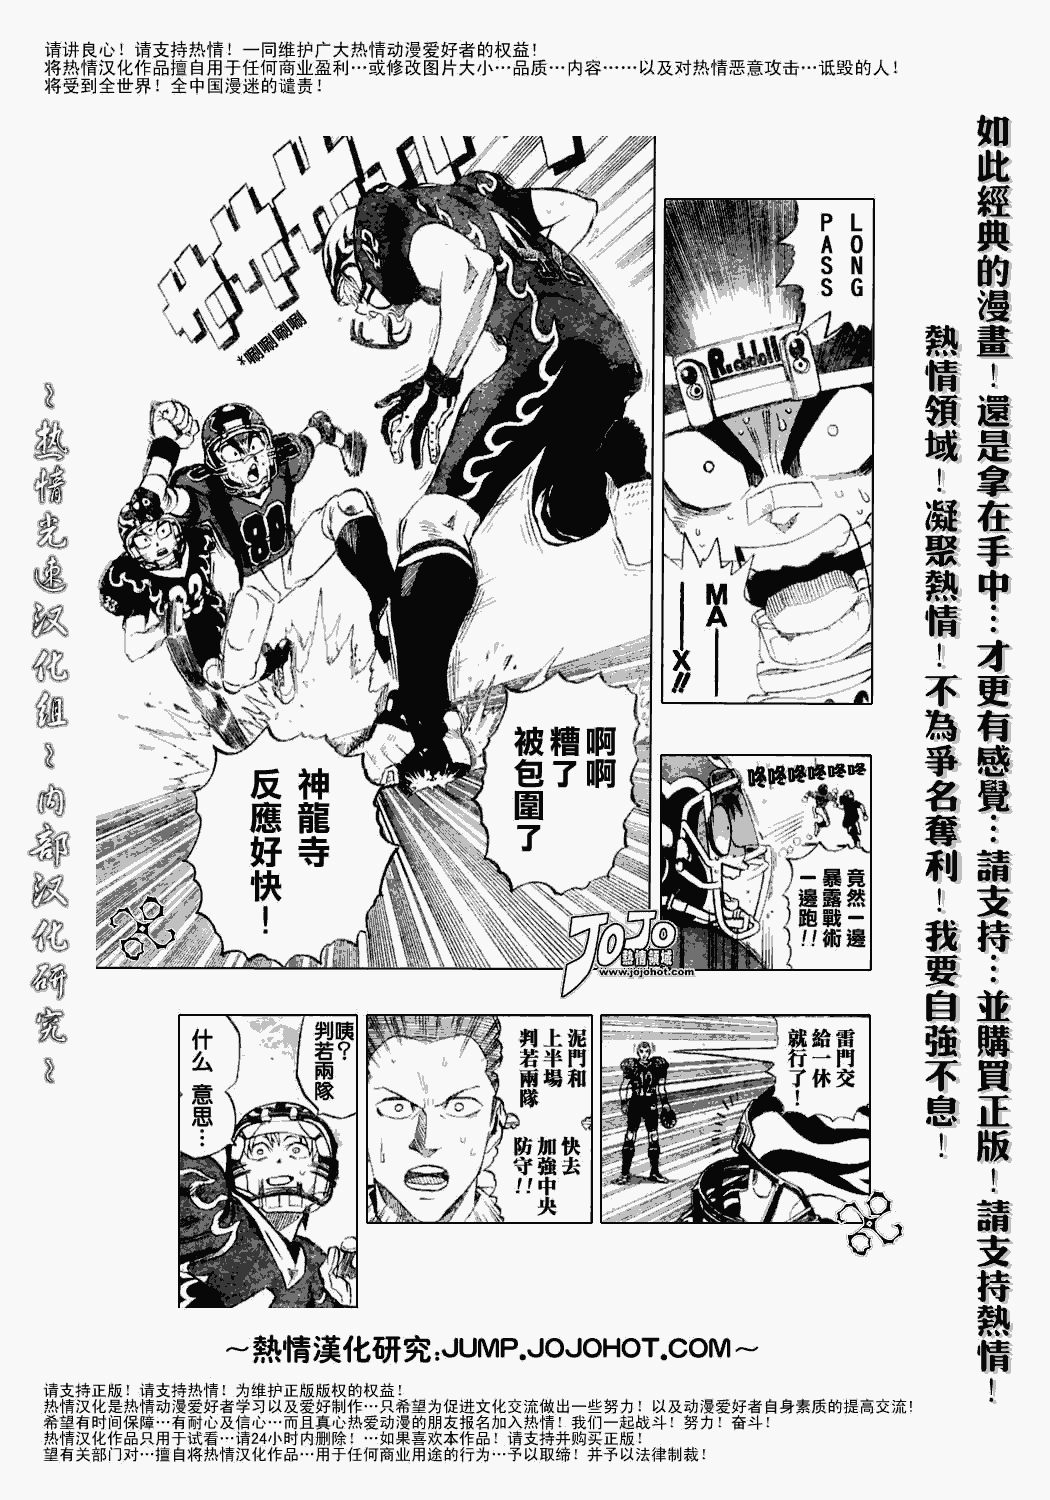 请讲良心！请支持热情！一同维护广大热情动漫爱好者的权益！
将热情汉化作品擅自用于任何商业盈利…或修改图片大小…品质…内容……以及对热情恶意攻击…诋毁的人！
将受到全世界！全中国漫迷的谴责！
如此經典的漫畫！還是拿在手中…才更有感覺…請支持…並購買正版！請支持熱情！
熱情領域！凝聚熱情！不為爭名奪利！我要自強不息！
~热情光速汉化组~内部汉化研究~
LONG
PASS
Riddell
MA——
——X!!
唰唰唰唰*
80
啊啊
糟了
被包圍了
神龍寺
反應好快！
咚咚咚咚咚咚
竟然一邊
暴露戰術
一邊跑!!
JOJO
熱情領域
www.jojohot.com
雷門交
給一休
就行了！
泥門和
上半場
判若兩隊
快去
加強中央
防守!!
咦？
判若兩隊
什么 意思…
~熱情漢化研究:JUMP.JOJOHOT.COM~
请支持正版！请支持热情！为维护正版版权的权益！
热情汉化是热情动漫爱好者学习以及爱好制作…只希望为促进文化交流做出一些努力！以及动漫爱好者自身素质的提高交流！
希望有时间保障…有耐心及信心…而且真心热爱动漫的朋友报名加入热情！我们一起战斗！努力！奋斗！
热情汉化作品只用于试看…请24小时内删除！…如果喜欢本作品！请支持并购买正版！
望有关部门对…擅自将热情汉化作品…用于任何商业用途的行为…予以取缔！并予以法律制裁！